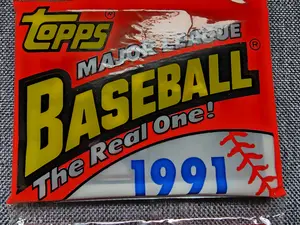 TOPPS®
MAJOR LEAGUE
BASEBALL®
The Real One!
1991